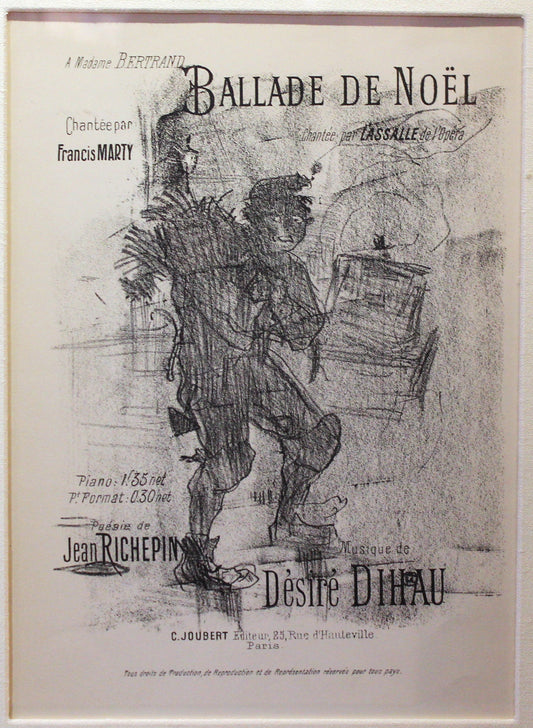 A Madame BERTRAND
BALLADE DE NOËL
Chantée par
Francis MARTY
Chantée par LASSALLE de l'Opéra
Piano: 1f35 net
Pt Format: 0.30 net
Poésie de
Jean RICHEPIN
Musique de
Désiré DIHAU
C. JOUBERT Editeur, 25, Rue d'Hauteville
Paris
Tous droits de Production, de Reproduction et de Représentation réservés pour tous pays.